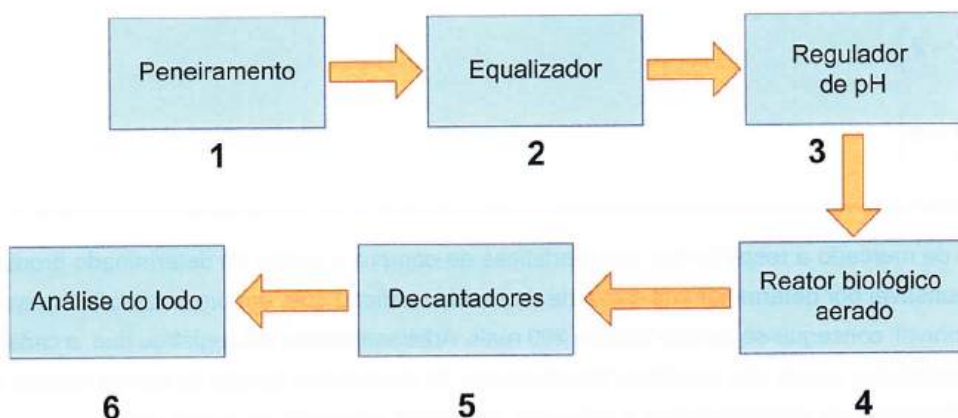 Peneiramento
1
Equalizador
2
Regulador
de pH
3
Análise do lodo
6
Decantadores
5
Reator biológico
aerado
4